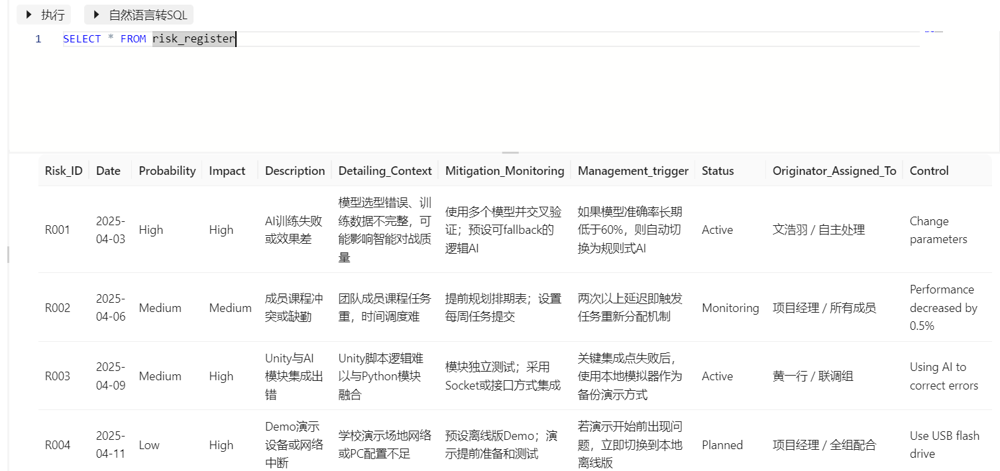 执行 自然语言转SQL
1 SELECT * FROM risk_register
Risk_ID Date Probability Impact Description Detailing_Context Mitigation_Monitoring Management_trigger Status Originator_Assigned_To Control
R001
2025-
04-03
High
High
AI训练失败
或效果差
模型选型错误、训
练数据不完整，可
能影响智能对战质
量
使用多个模型并交叉验
证；预设可fallback的
逻辑AI
如果模型准确率长期
低于60%，则自动切
换为规则式AI
Active
文浩羽 / 自主处理
Change
parameters
R002
2025-
04-06
Medium
Medium
成员课程冲
突或缺勤
团队成员课程任务
重，时间调度难
提前规划排期表；设置
每周任务提交
两次以上延迟即触发
任务重新分配机制
Monitoring
项目经理 / 所有成员
Performance
decreased by
0.5%
R003
2025-
04-09
Medium
High
Unity与AI
模块集成出
错
Unity脚本逻辑难
以与Python模块
融合
模块独立测试；采用
Socket或接口方式集成
关键集成点失败后，
使用本地模拟器作为
备份演示方式
Active
黄一行 / 联调组
Using AI to
correct errors
R004
2025-
04-11
Low
High
Demo演示
设备或网络
中断
学校演示场地网络
或PC配置不足
预设离线版Demo；演
示提前准备和测试
若演示开始前出现问
题，立即切换到本地
离线版
Planned
项目经理 / 全组配合
Use USB flash
drive